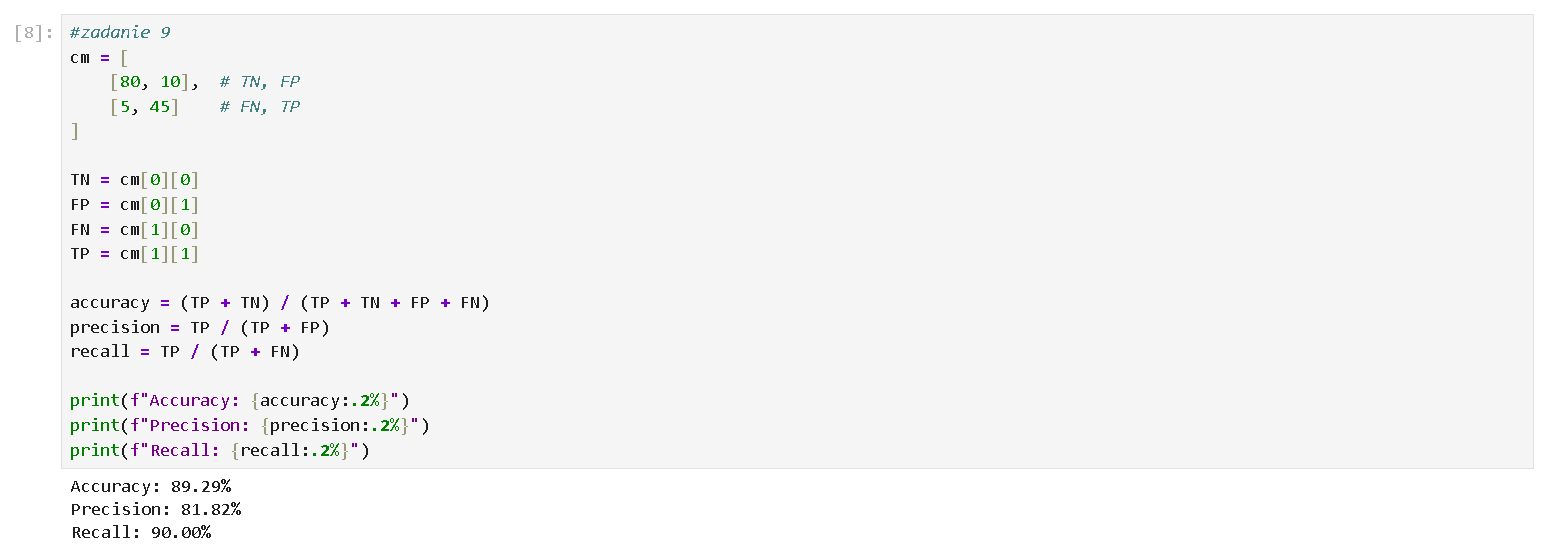 [8]: #zadanie 9
cm = [
    [80, 10],  # TN, FP
    [5, 45]    # FN, TP
]
TN = cm[0][0]
FP = cm[0][1]
FN = cm[1][0]
TP = cm[1][1]
accuracy = (TP + TN) / (TP + TN + FP + FN)
precision = TP / (TP + FP)
recall = TP / (TP + FN)
print(f"Accuracy: {accuracy:.2%}")
print(f"Precision: {precision:.2%}")
print(f"Recall: {recall:.2%}")
Accuracy: 89.29%
Precision: 81.82%
Recall: 90.00%